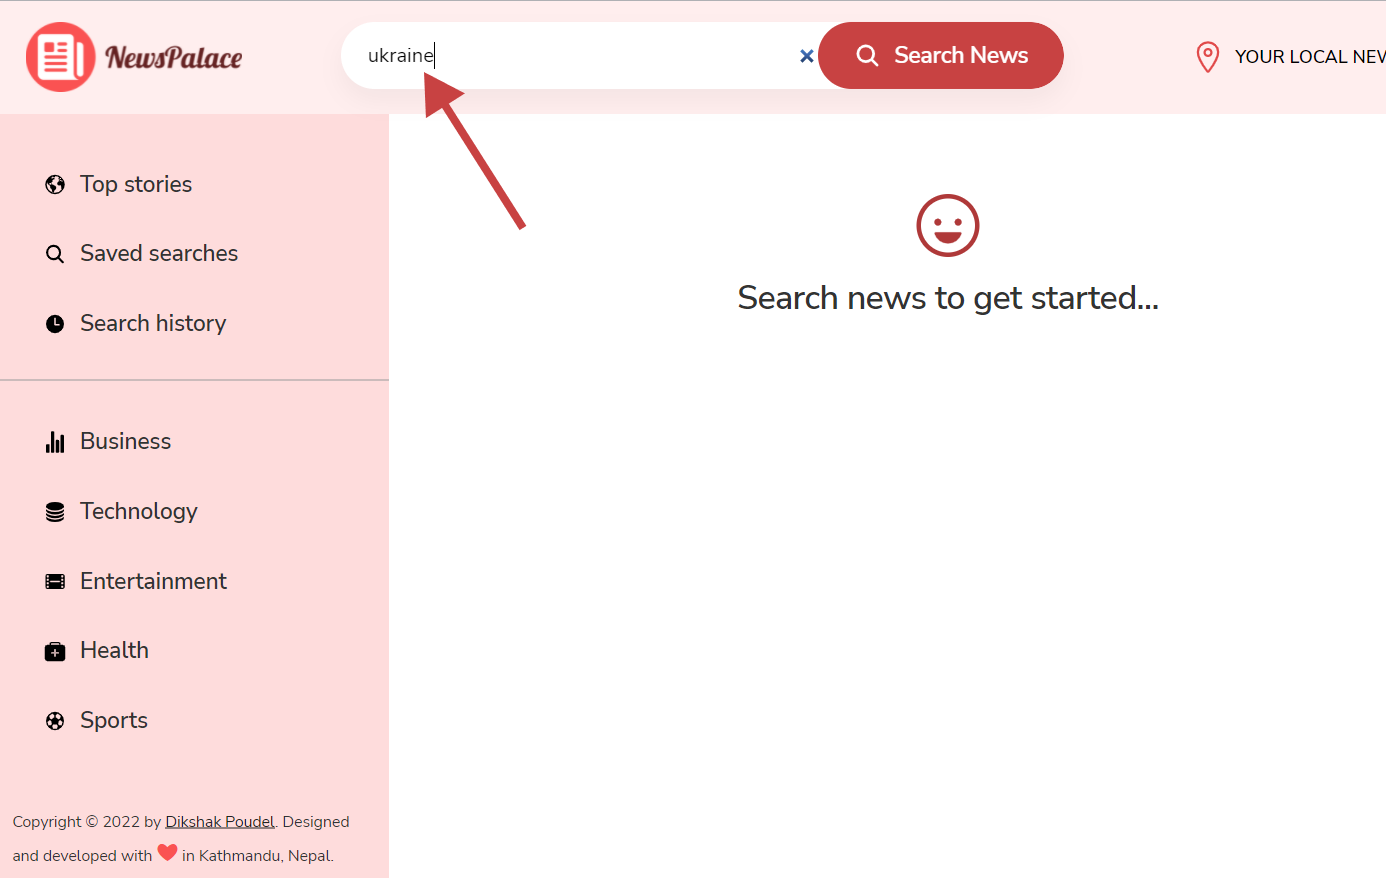 NewsPalace
ukraine
Search News
YOUR LOCAL NEW
Top stories
Saved searches
Search history
Search news to get started...
Business
Technology
Entertainment
Health
Sports
Copyright © 2022 by Dikshak Poudel. Designed
and developed with ❤ in Kathmandu, Nepal.